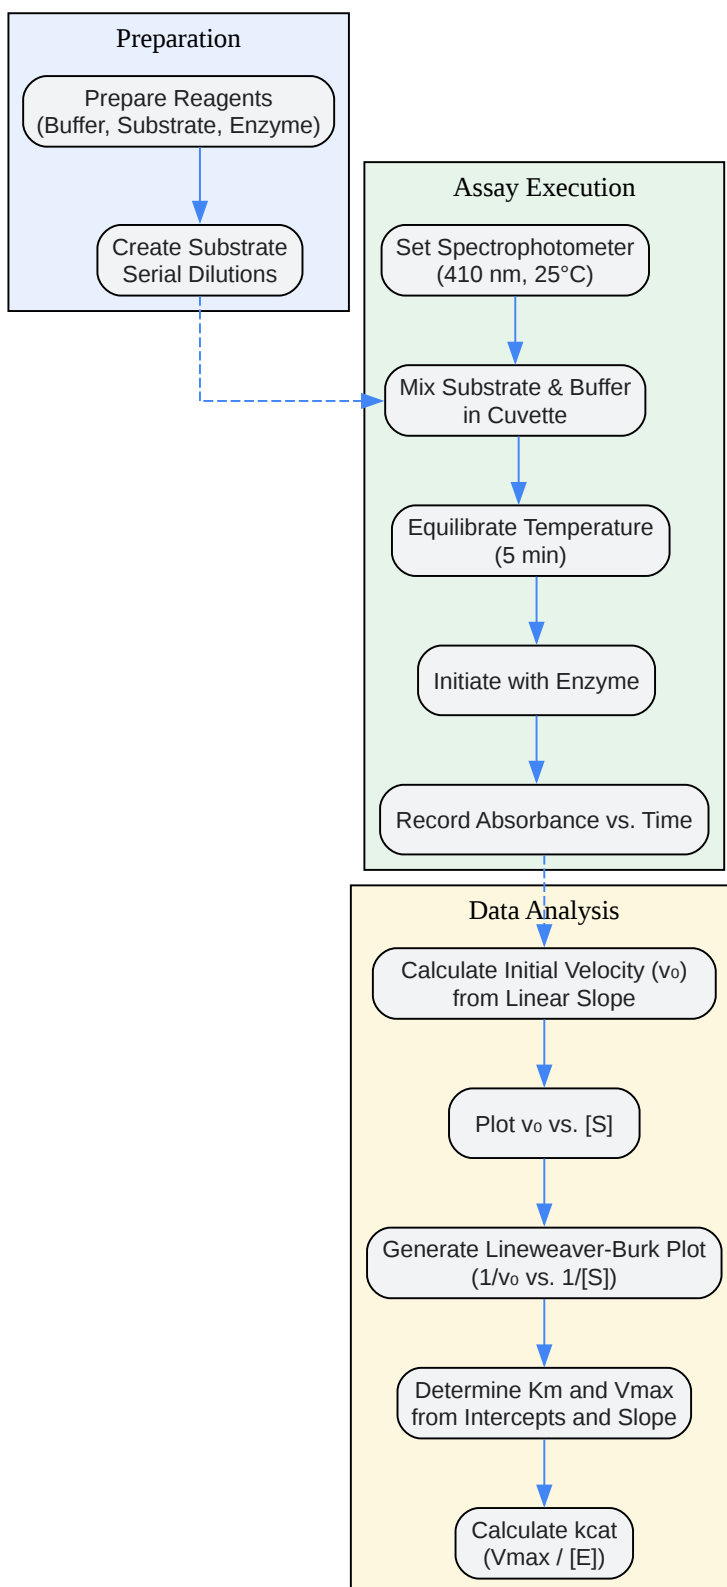 Preparation
Prepare Reagents
(Buffer, Substrate, Enzyme)
Create Substrate
Serial Dilutions
Assay Execution
Set Spectrophotometer
(410 nm, 25°C)
Mix Substrate & Buffer
in Cuvette
Equilibrate Temperature
(5 min)
Initiate with Enzyme
Record Absorbance vs. Time
Data Analysis
Calculate Initial Velocity (v₀)
from Linear Slope
Plot v₀ vs. [S]
Generate Lineweaver-Burk Plot
(1/v₀ vs. 1/[S])
Determine Km and Vmax
from Intercepts and Slope
Calculate kcat
(Vmax / [E])